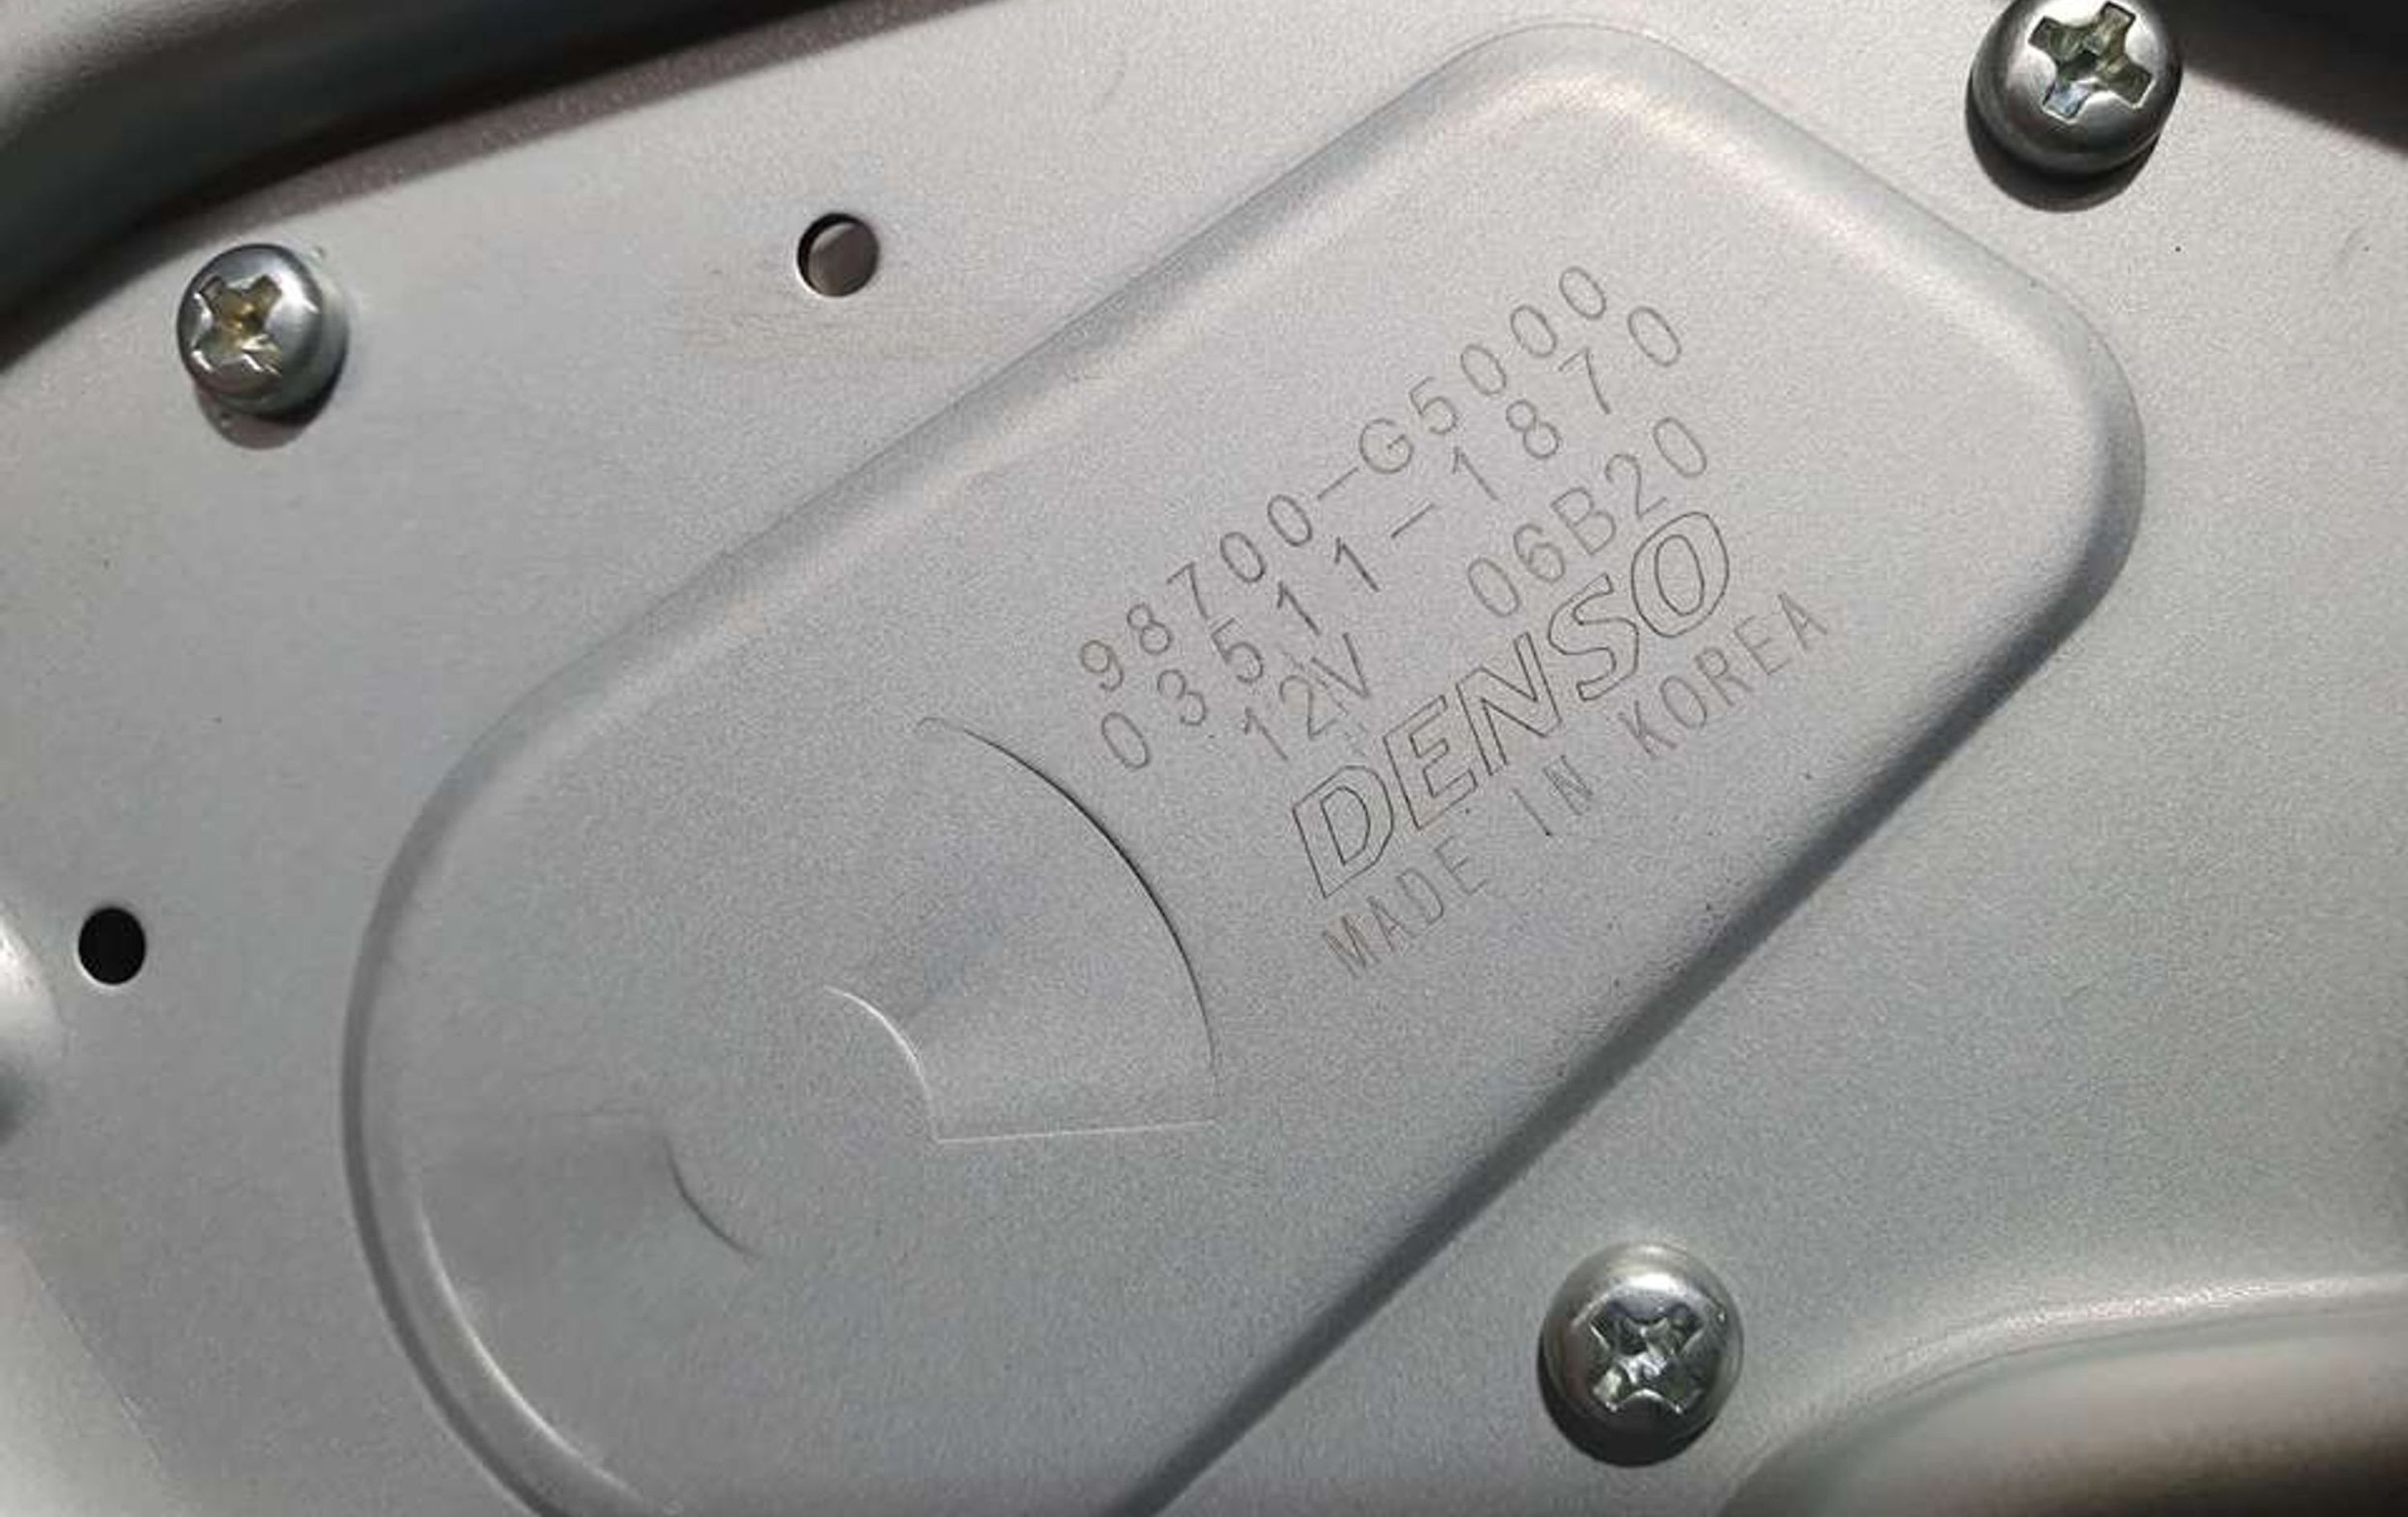 98700-G5000
03511-1870
12V 06B20
DENSO
MADE IN KOREA